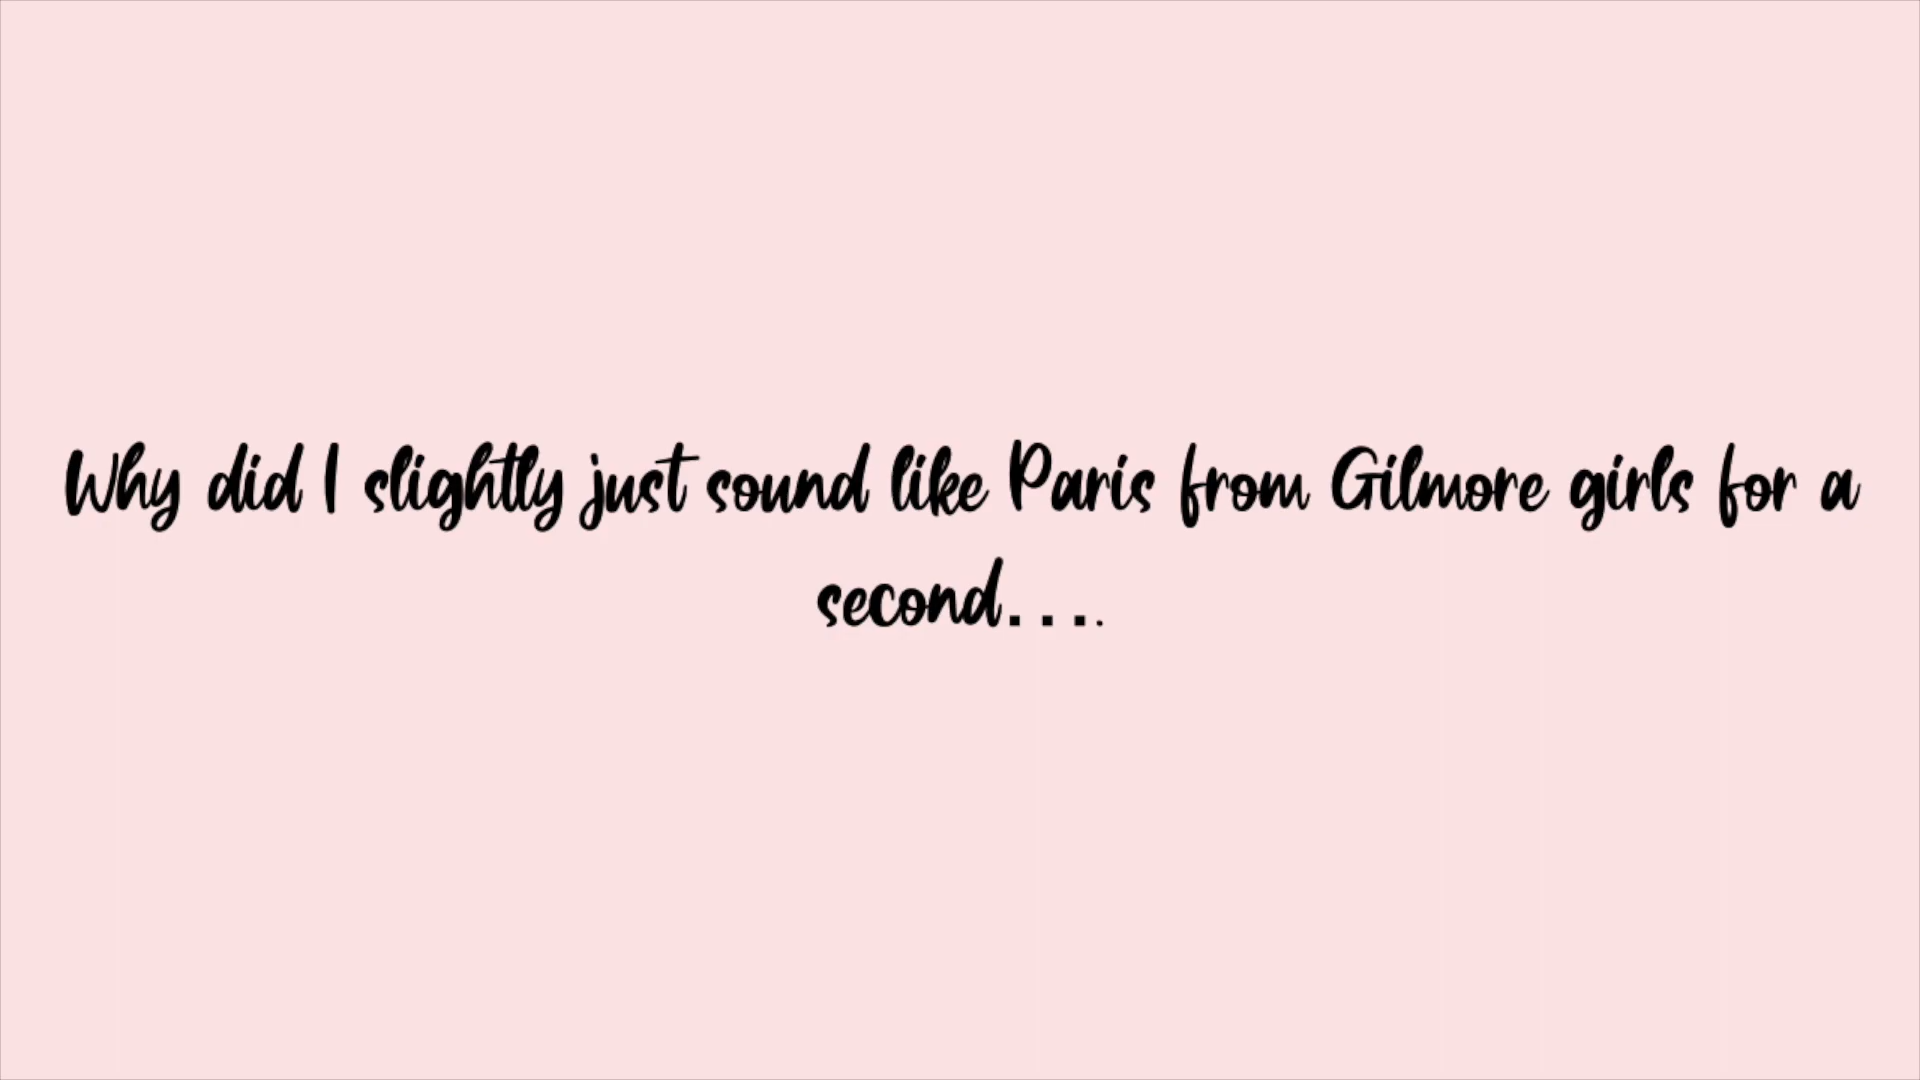 Why did I slightly just sound like Paris from Gilmore girls for a
second....